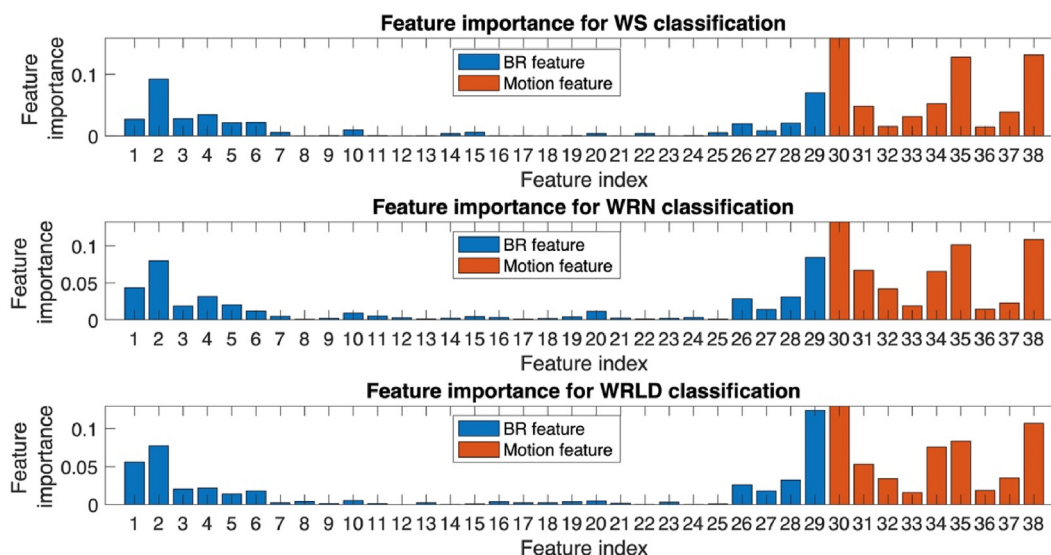 Feature importance for WS classification
Feature importance
0.1
0
BR feature
Motion feature
1 2 3 4 5 6 7 8 9 10 11 12 13 14 15 16 17 18 19 20 21 22 23 24 25 26 27 28 29 30 31 32 33 34 35 36 37 38
Feature index
Feature importance for WRN classification
Feature importance
0.1
0.05
0
BR feature
Motion feature
1 2 3 4 5 6 7 8 9 10 11 12 13 14 15 16 17 18 19 20 21 22 23 24 25 26 27 28 29 30 31 32 33 34 35 36 37 38
Feature index
Feature importance for WRLD classification
Feature importance
0.1
0.05
0
BR feature
Motion feature
1 2 3 4 5 6 7 8 9 10 11 12 13 14 15 16 17 18 19 20 21 22 23 24 25 26 27 28 29 30 31 32 33 34 35 36 37 38
Feature index